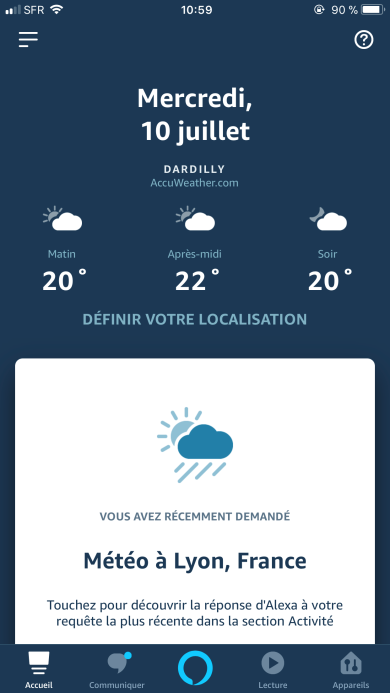 SFR 10:59 90 %
Mercredi,
10 juillet
DARDILLY
AccuWeather.com
Matin Après-midi Soir
20° 22° 20°
DÉFINIR VOTRE LOCALISATION
VOUS AVEZ RÉCEMMENT DEMANDÉ
Météo à Lyon, France
Touchez pour découvrir la réponse d'Alexa à votre
requête la plus récente dans la section Activité
Accueil Communiquer Lecture Appareils